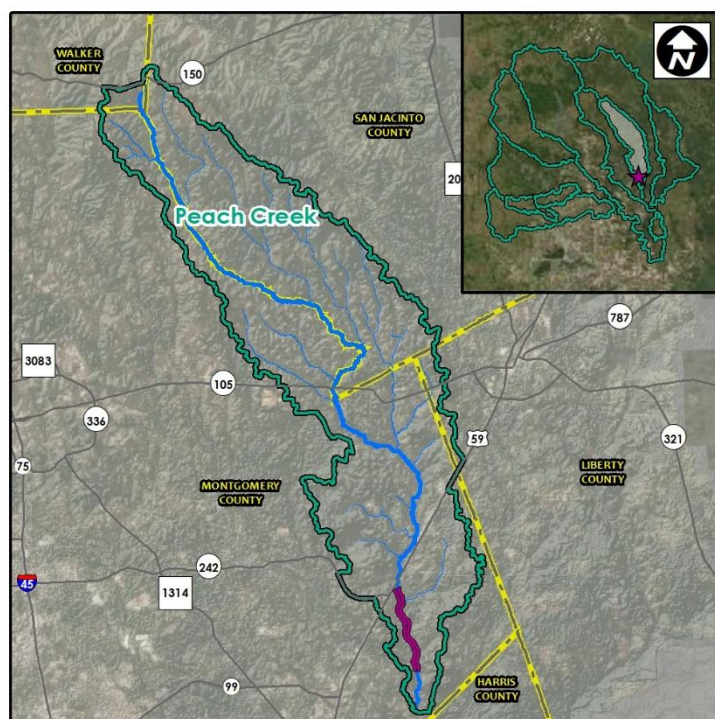 WALKER
COUNTY
150
SAN JACINTO
COUNTY
N
20
Peach Creek
787
3083
105
336
59
321
75
LIBERTY
COUNTY
MONTGOMERY
COUNTY
242
45
1314
99
HARRIS
COUNTY